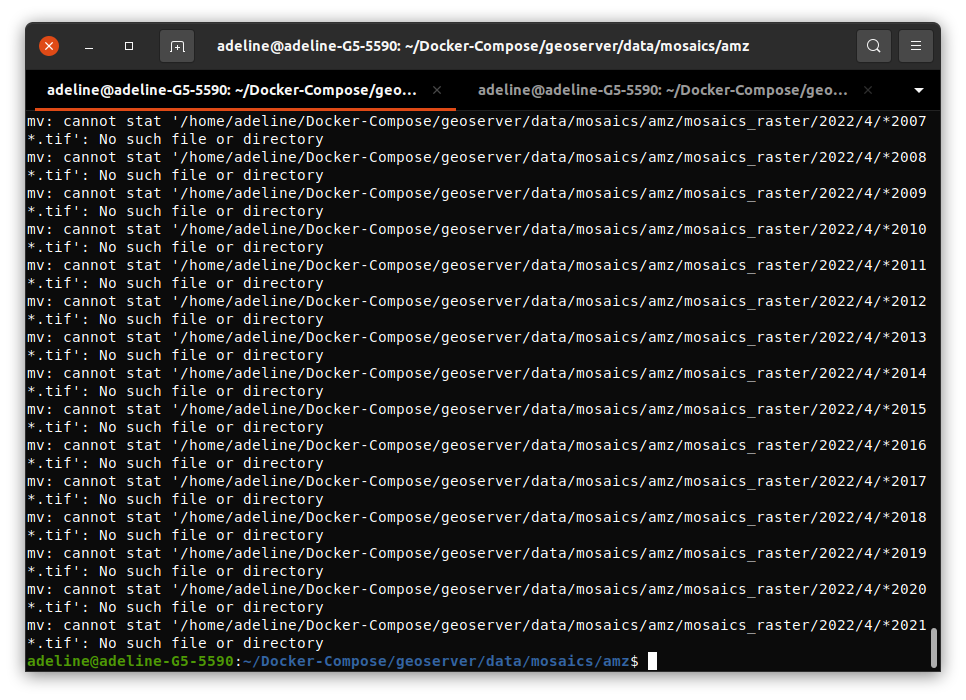 adeline@adeline-G5-5590: ~/Docker-Compose/geoserver/data/mosaics/amz
adeline@adeline-G5-5590: ~/Docker-Compose/geo...
adeline@adeline-G5-5590: ~/Docker-Compose/geo...
mv: cannot stat '/home/adeline/Docker-Compose/geoserver/data/mosaics/amz/mosaics_raster/2022/4/*2007
*.tif': No such file or directory
mv: cannot stat '/home/adeline/Docker-Compose/geoserver/data/mosaics/amz/mosaics_raster/2022/4/*2008
*.tif': No such file or directory
mv: cannot stat '/home/adeline/Docker-Compose/geoserver/data/mosaics/amz/mosaics_raster/2022/4/*2009
*.tif': No such file or directory
mv: cannot stat '/home/adeline/Docker-Compose/geoserver/data/mosaics/amz/mosaics_raster/2022/4/*2010
*.tif': No such file or directory
mv: cannot stat '/home/adeline/Docker-Compose/geoserver/data/mosaics/amz/mosaics_raster/2022/4/*2011
*.tif': No such file or directory
mv: cannot stat '/home/adeline/Docker-Compose/geoserver/data/mosaics/amz/mosaics_raster/2022/4/*2012
*.tif': No such file or directory
mv: cannot stat '/home/adeline/Docker-Compose/geoserver/data/mosaics/amz/mosaics_raster/2022/4/*2013
*.tif': No such file or directory
mv: cannot stat '/home/adeline/Docker-Compose/geoserver/data/mosaics/amz/mosaics_raster/2022/4/*2014
*.tif': No such file or directory
mv: cannot stat '/home/adeline/Docker-Compose/geoserver/data/mosaics/amz/mosaics_raster/2022/4/*2015
*.tif': No such file or directory
mv: cannot stat '/home/adeline/Docker-Compose/geoserver/data/mosaics/amz/mosaics_raster/2022/4/*2016
*.tif': No such file or directory
mv: cannot stat '/home/adeline/Docker-Compose/geoserver/data/mosaics/amz/mosaics_raster/2022/4/*2017
*.tif': No such file or directory
mv: cannot stat '/home/adeline/Docker-Compose/geoserver/data/mosaics/amz/mosaics_raster/2022/4/*2018
*.tif': No such file or directory
mv: cannot stat '/home/adeline/Docker-Compose/geoserver/data/mosaics/amz/mosaics_raster/2022/4/*2019
*.tif': No such file or directory
mv: cannot stat '/home/adeline/Docker-Compose/geoserver/data/mosaics/amz/mosaics_raster/2022/4/*2020
*.tif': No such file or directory
mv: cannot stat '/home/adeline/Docker-Compose/geoserver/data/mosaics/amz/mosaics_raster/2022/4/*2021
*.tif': No such file or directory
adeline@adeline-G5-5590:~/Docker-Compose/geoserver/data/mosaics/amz$